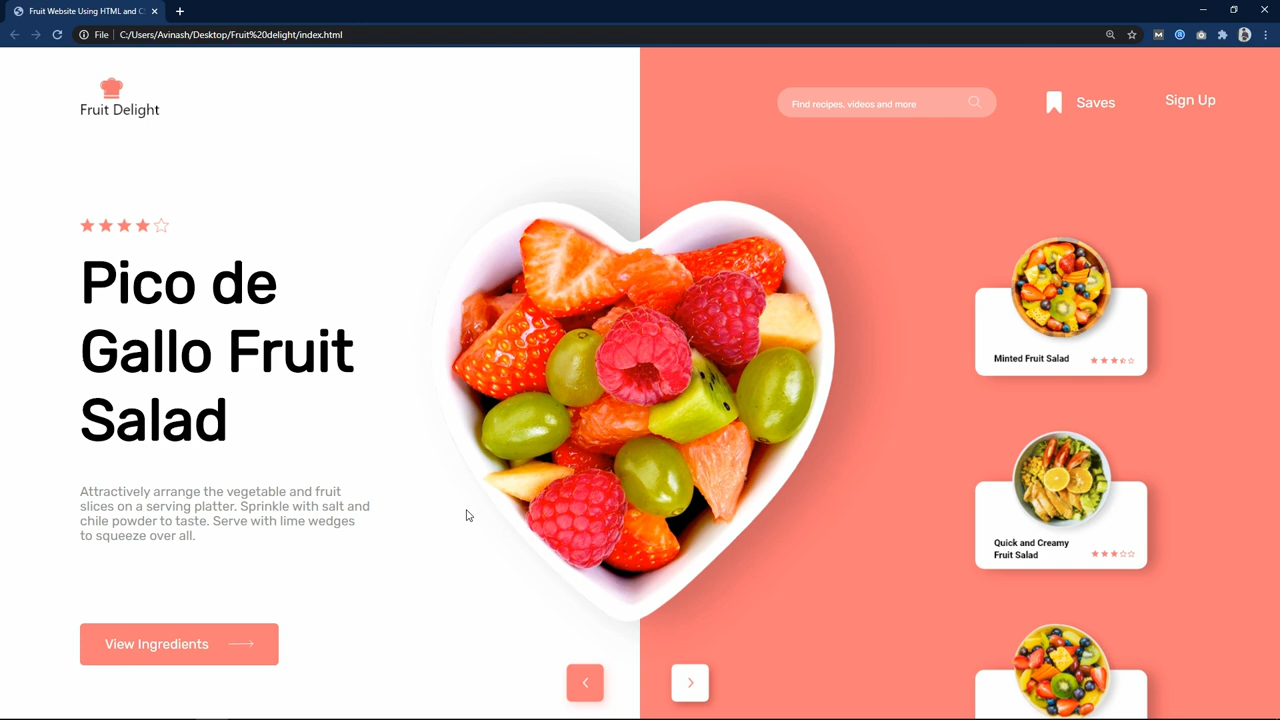 Fruit Website Using HTML and C
File
C:/Users/Avinash/Desktop/Fruit%20delight/index.html
Fruit Delight
Find recipes, videos and more
Saves
Sign Up
Pico de
Gallo Fruit
Salad
Attractively arrange the vegetable and fruit
slices on a serving platter. Sprinkle with salt and
chile powder to taste. Serve with lime wedges
to squeeze over all.
View Ingredients
Minted Fruit Salad
Quick and Creamy
Fruit Salad